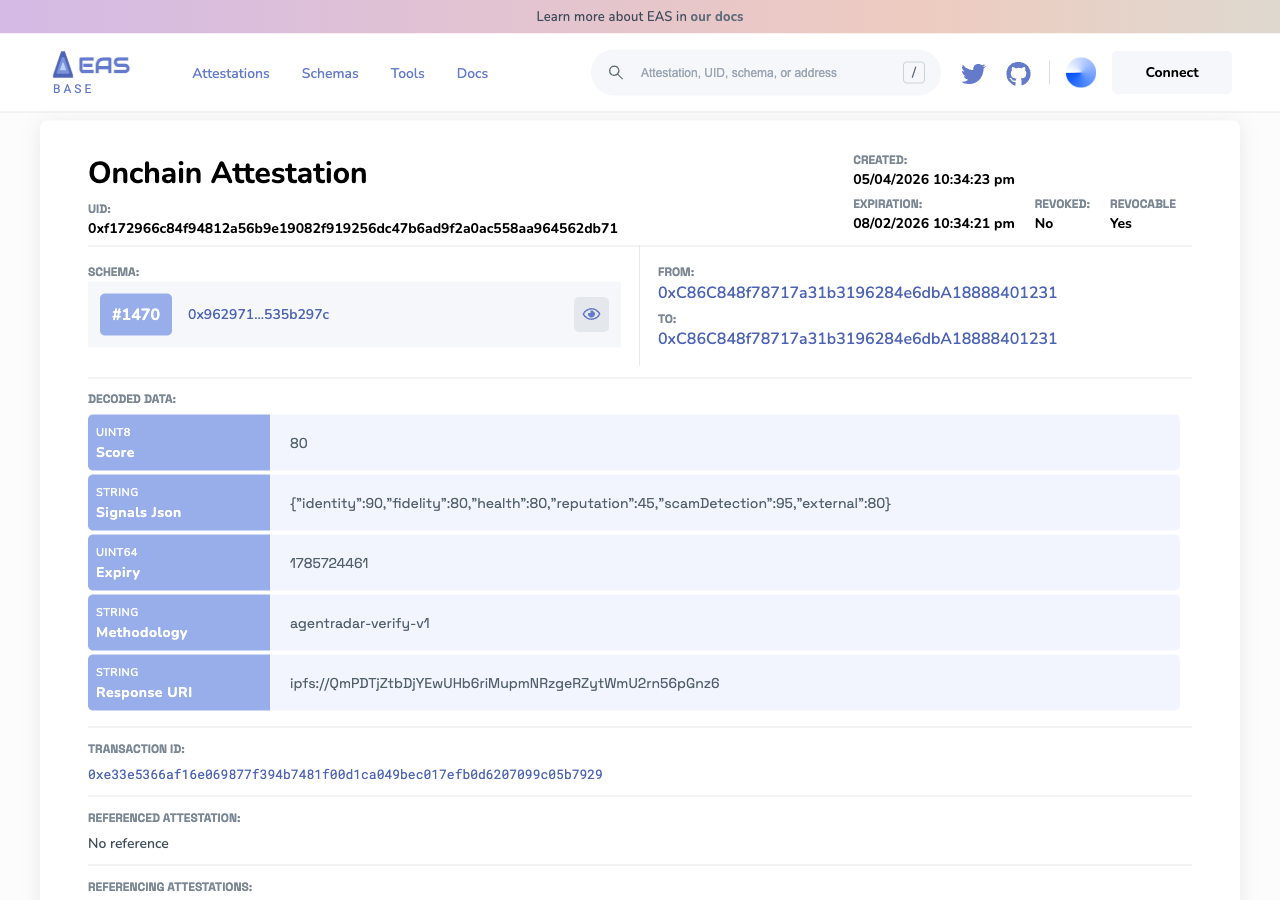 Learn more about EAS in our docs
EAS
BASE
Attestations
Schemas
Tools
Docs
Attestation, UID, schema, or address
/
Connect
Onchain Attestation
UID:
0xf172966c84f94812a56b9e19082f919256dc47b6ad9f2a0ac558aa964562db71
CREATED:
05/04/2026 10:34:23 pm
EXPIRATION:
08/02/2026 10:34:21 pm
REVOKED:
No
REVOCABLE
Yes
SCHEMA:
#1470
0x962971...535b297c
FROM:
0xC86C848f78717a31b3196284e6dbA18888401231
TO:
0xC86C848f78717a31b3196284e6dbA18888401231
DECODED DATA:
UINT8
Score
80
STRING
Signals Json
{"identity":90,"fidelity":80,"health":80,"reputation":45,"scamDetection":95,"external":80}
UINT64
Expiry
1785724461
STRING
Methodology
agentradar-verify-v1
STRING
Response URI
ipfs://QmPDTjZtbDjYEwUHb6riMupmNRzgeRZytWmU2rn56pGnz6
TRANSACTION ID:
0xe33e5366af16e069877f394b7481f00d1ca049bec017efb0d6207099c05b7929
REFERENCED ATTESTATION:
No reference
REFERENCING ATTESTATIONS: